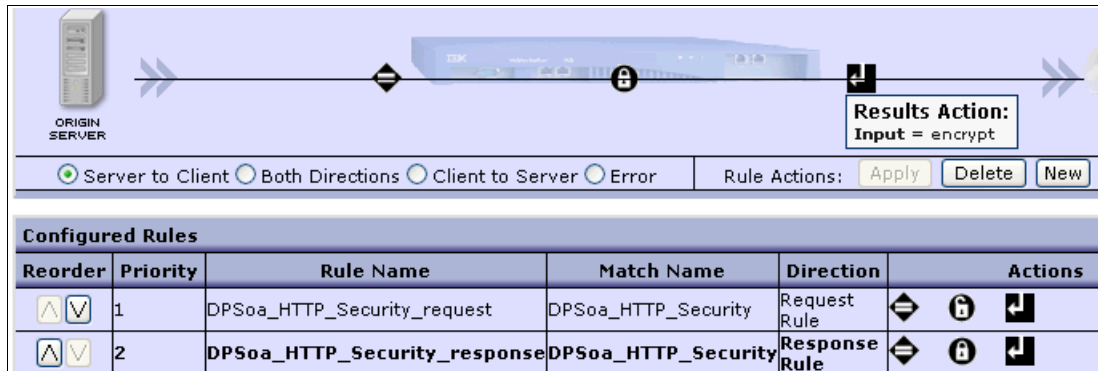 IBM
ORIGIN
SERVER
Results Action:
Input = encrypt
Server to Client Both Directions Client to Server Error Rule Actions: Apply Delete New
Configured Rules
Reorder Priority Rule Name Match Name Direction Actions
1 DPSoa_HTTP_Security_request DPSoa_HTTP_Security Request
Rule
2 DPSoa_HTTP_Security_response DPSoa_HTTP_Security Response
Rule